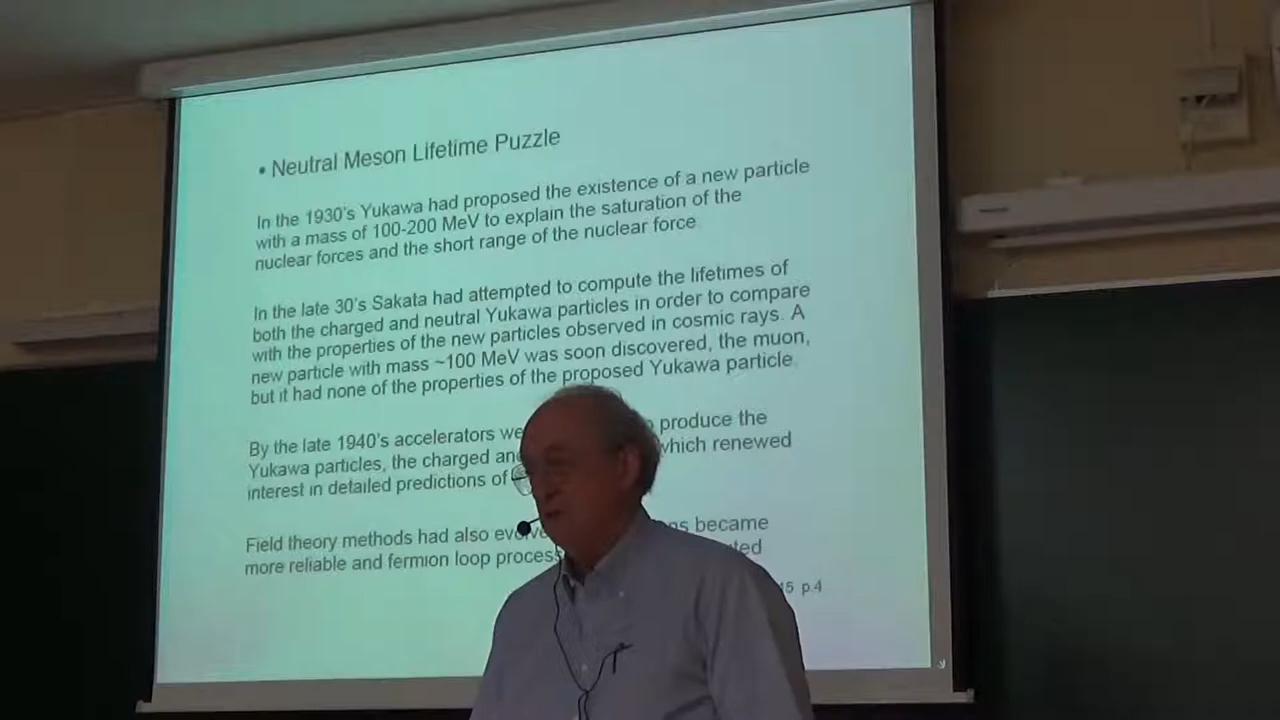 • Neutral Meson Lifetime Puzzle
In the 1930's Yukawa had proposed the existence of a new particle
with a mass of 100-200 MeV to explain the saturation of the
nuclear forces and the short range of the nuclear force
In the late 30's Sakata had attempted to compute the lifetimes of
both the charged and neutral Yukawa particles in order to compare
with the properties of the new particles observed in cosmic rays. A
new particle with mass ~100 MeV was soon discovered, the muon,
but it had none of the properties of the proposed Yukawa particle.
By the late 1940's accelerators produce the
Yukawa particles, the charged which renewed
interest in detailed predictions of
Field theory methods had also became
more reliable and fermion loop
p.4